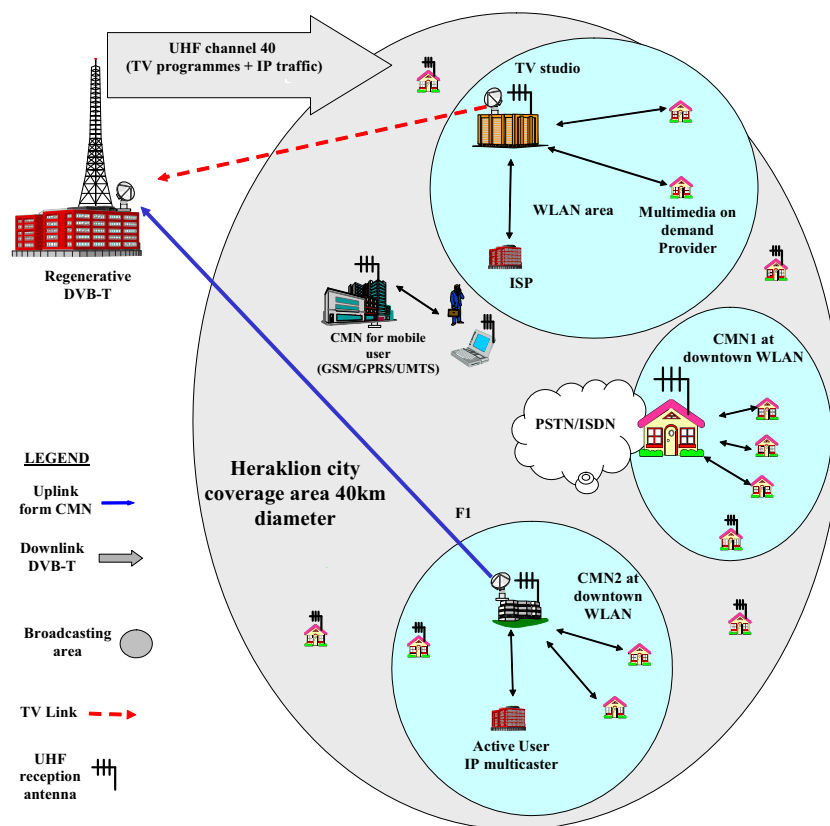 UHF channel 40
(TV programmes + IP traffic)
TV studio
WLAN area
Multimedia on
demand
Provider
ISP
Regenerative
DVB-T
CMN for mobile
user
(GSM/GPRS/UMTS)
CMN1 at
downtown WLAN
PSTN/ISDN
LEGEND
Uplink
form CMN
Downlink
DVB-T
Broadcasting
area
TV Link
UHF
reception
antenna
Heraklion city
coverage area 40km
diameter
F1
CMN2 at
downtown
WLAN
Active User
IP multicaster